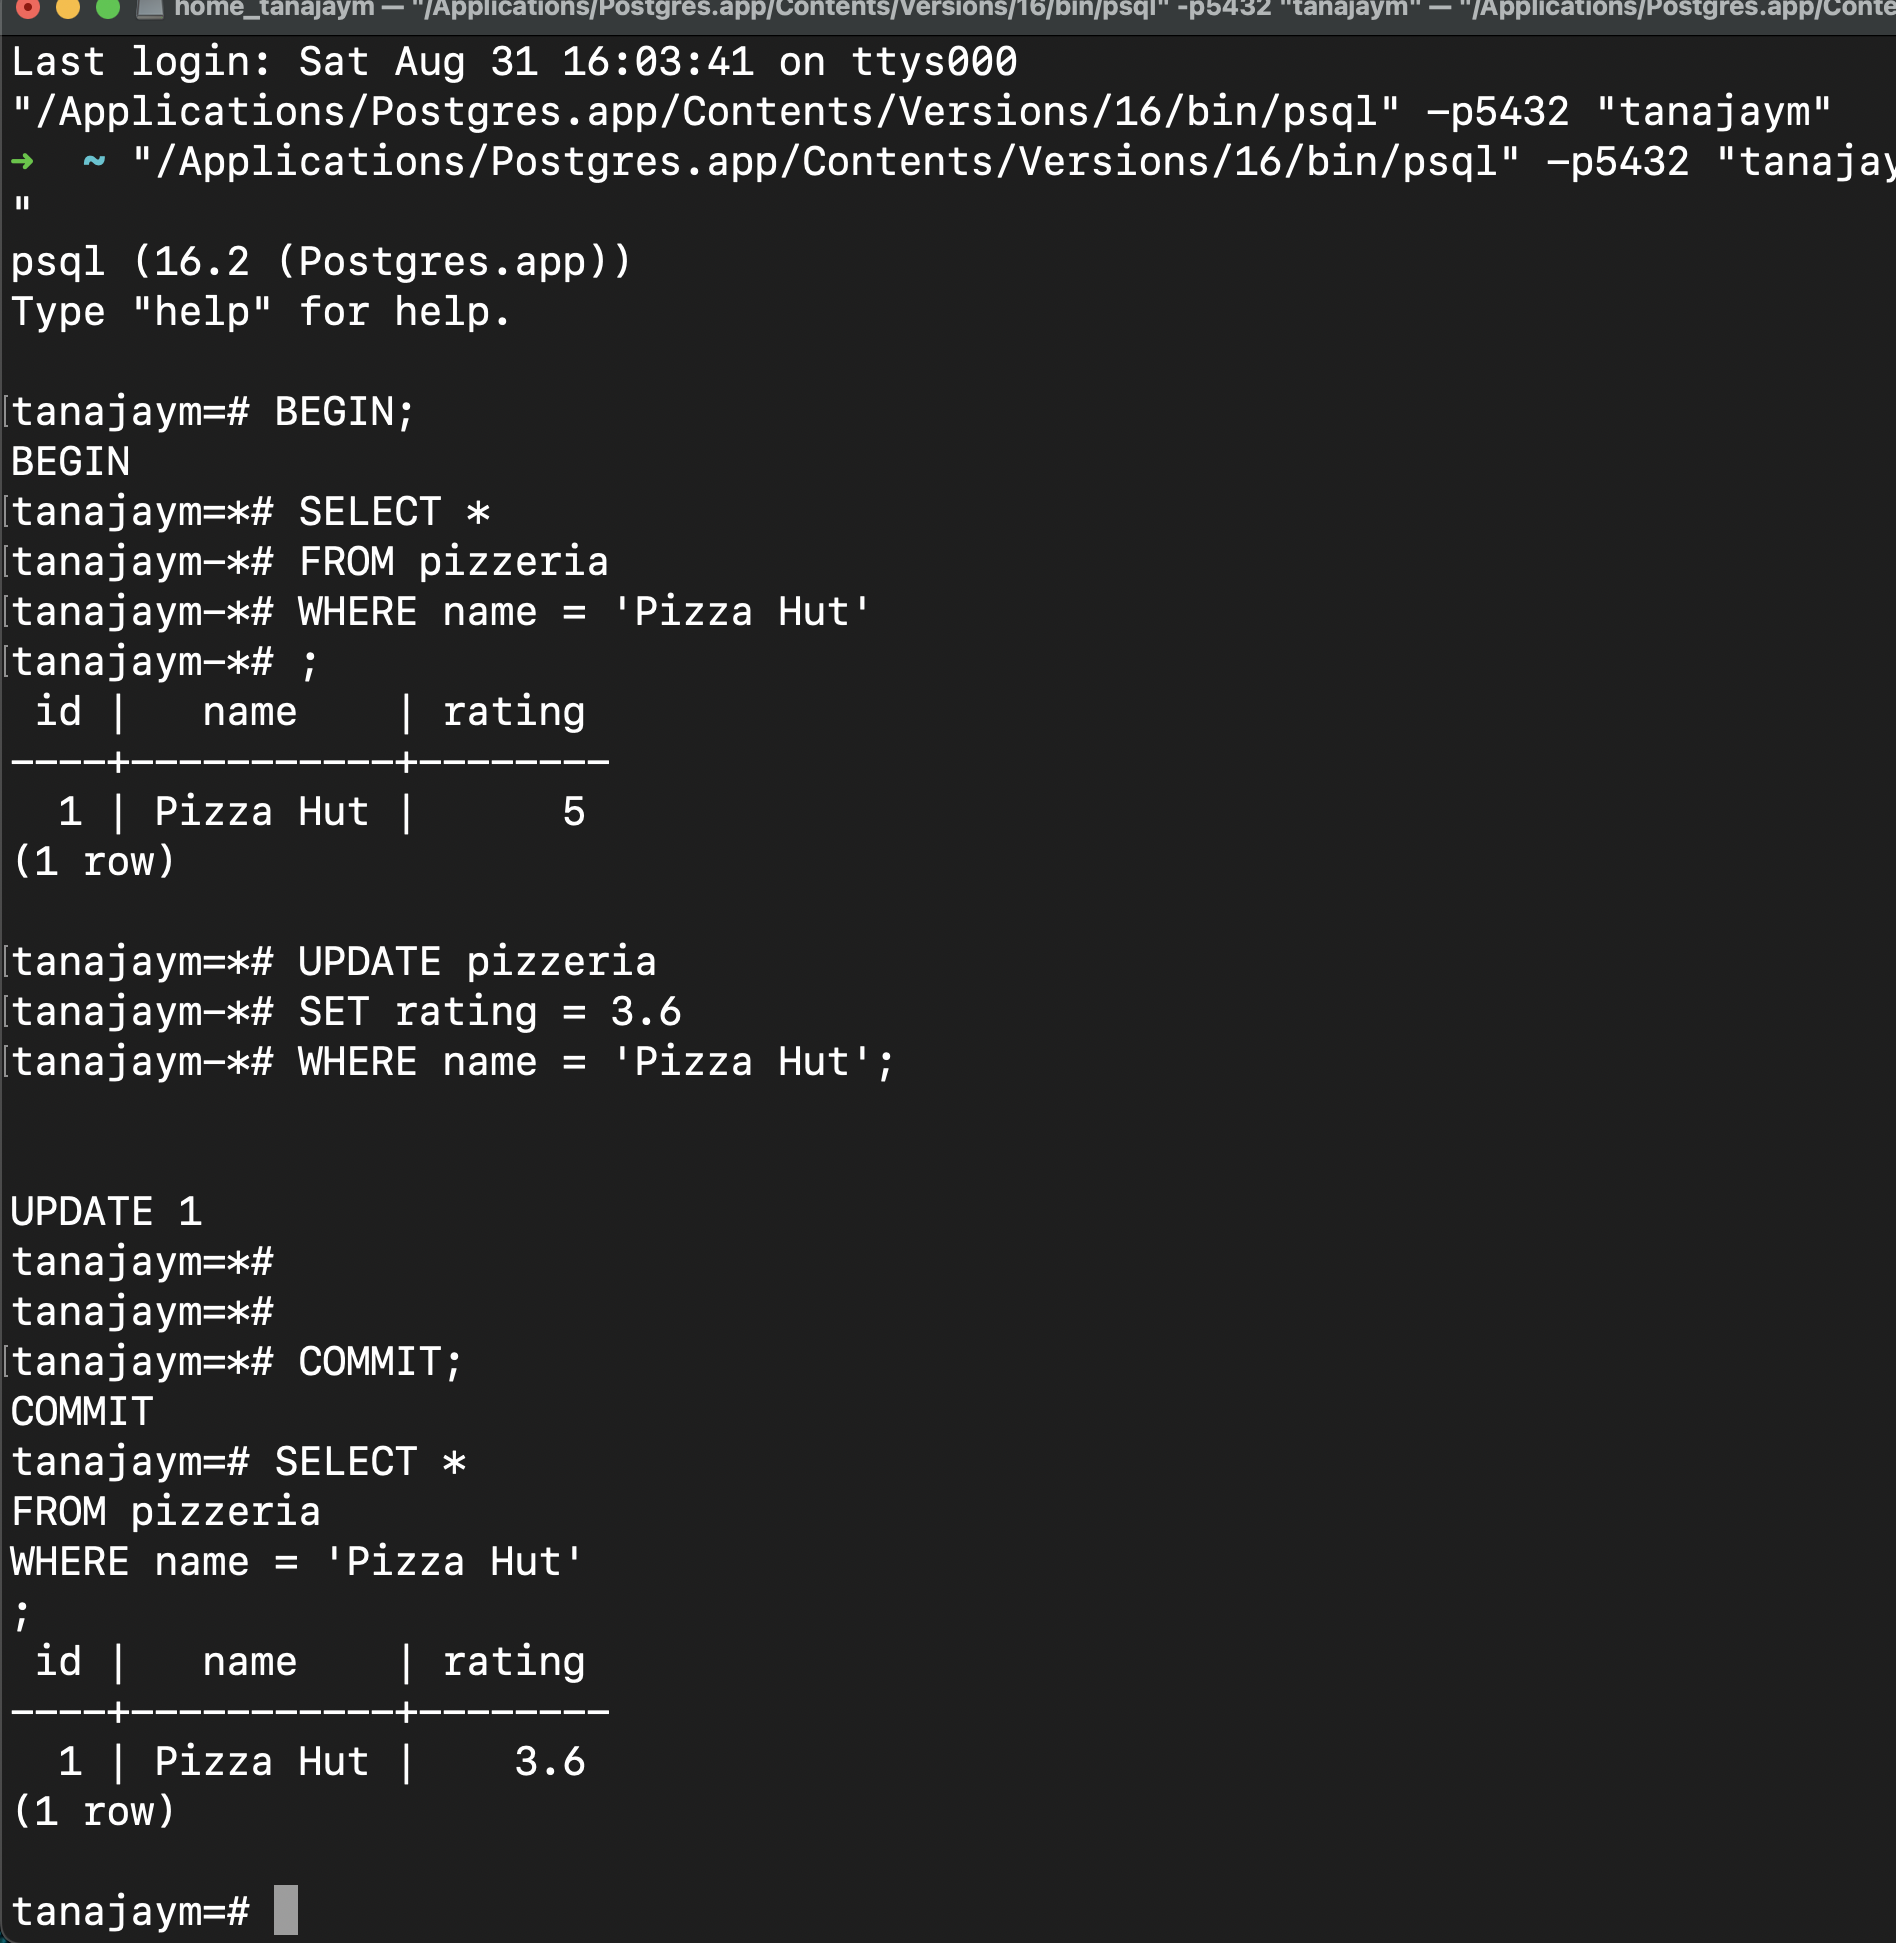 home_tanajaym — "/Applications/Postgres.app/Contents/Versions/16/bin/psql" -p5432 "tanajaym" — "/Applications/Postgres.app/Conte
Last login: Sat Aug 31 16:03:41 on ttys000
"/Applications/Postgres.app/Contents/Versions/16/bin/psql" -p5432 "tanajaym"
➜  ~ "/Applications/Postgres.app/Contents/Versions/16/bin/psql" -p5432 "tanajay
"
psql (16.2 (Postgres.app))
Type "help" for help.

[tanajaym=# BEGIN;
BEGIN
[tanajaym=*# SELECT *
[tanajaym-*# FROM pizzeria
[tanajaym-*# WHERE name = 'Pizza Hut'
[tanajaym-*# ;
 id |   name    | rating
----+-----------+--------
  1 | Pizza Hut |      5
(1 row)

[tanajaym=*# UPDATE pizzeria
[tanajaym-*# SET rating = 3.6
[tanajaym-*# WHERE name = 'Pizza Hut';


UPDATE 1
tanajaym=*#
tanajaym=*#
[tanajaym=*# COMMIT;
COMMIT
tanajaym=# SELECT *
FROM pizzeria
WHERE name = 'Pizza Hut'
;
 id |   name    | rating
----+-----------+--------
  1 | Pizza Hut |    3.6
(1 row)

tanajaym=#